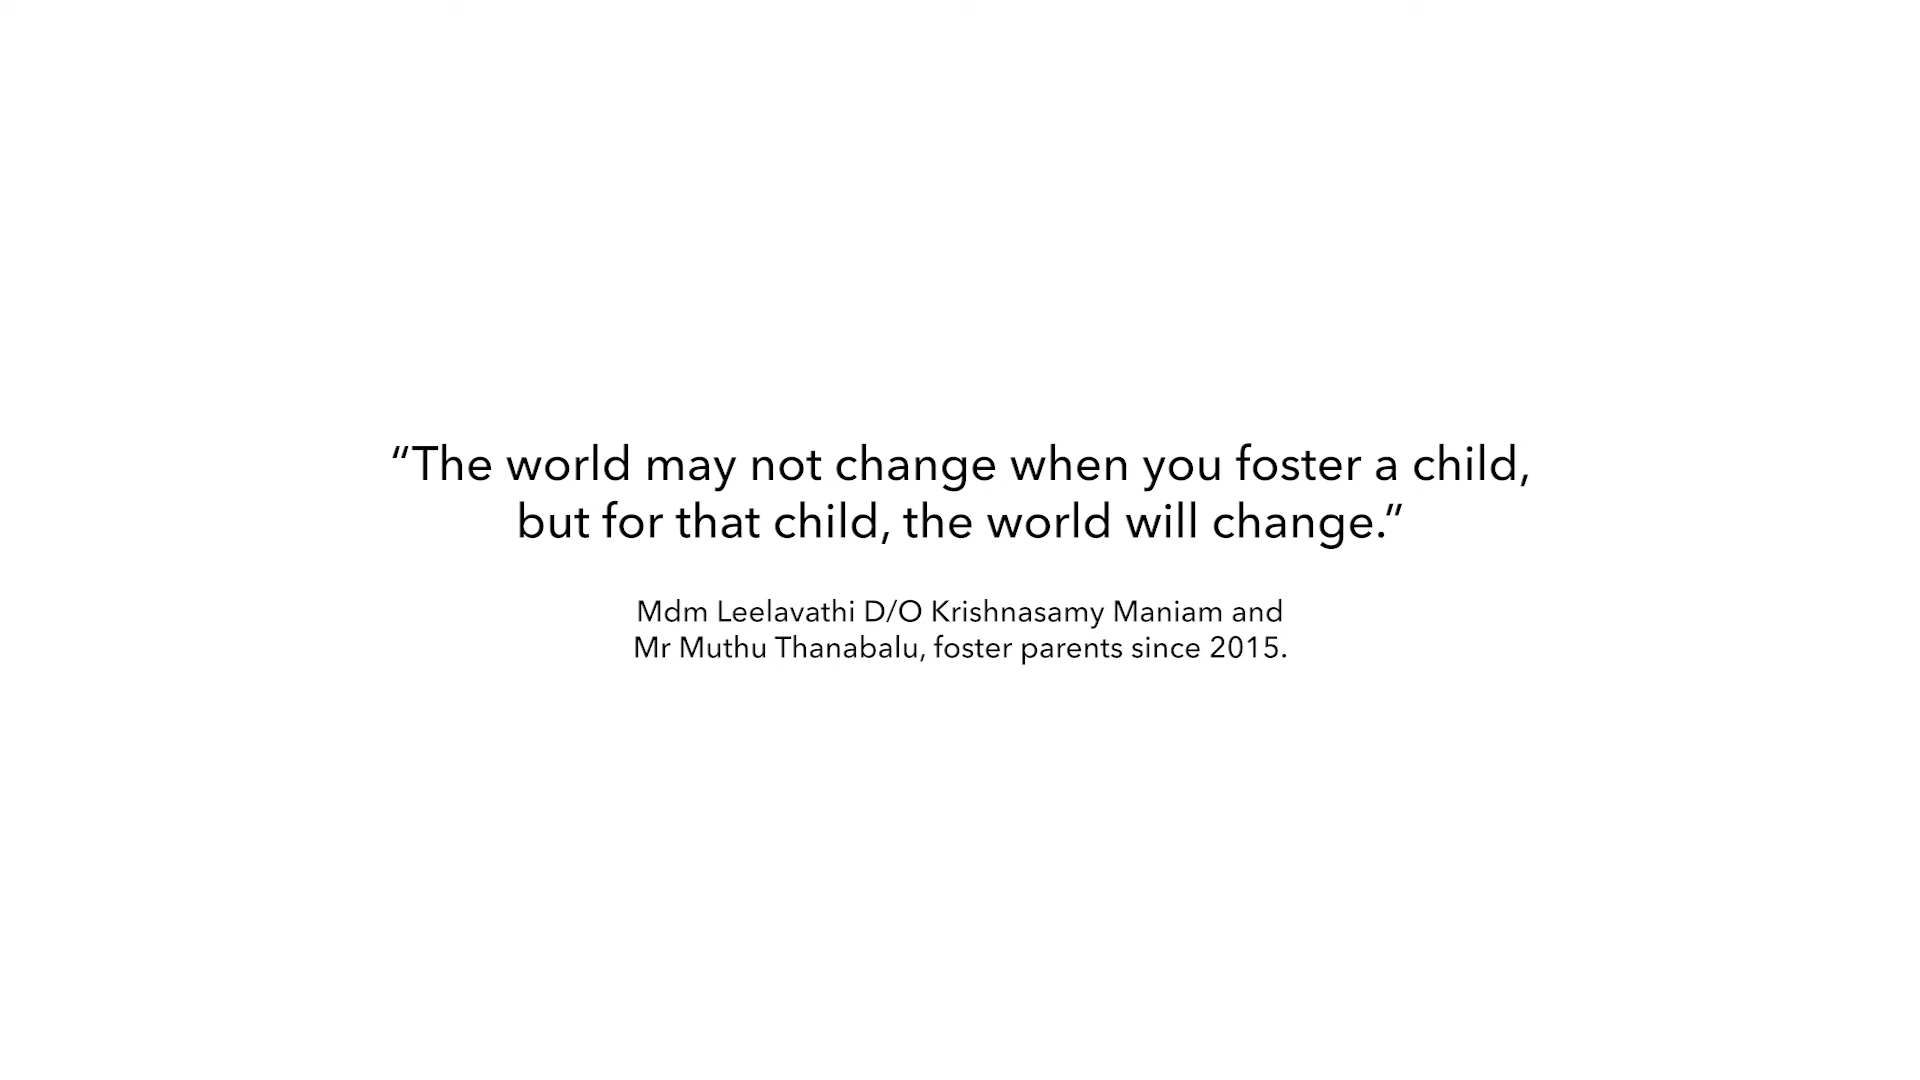 “The world may not change when you foster a child,
but for that child, the world will change.”
Mdm Leelavathi D/O Krishnasamy Maniam and
Mr Muthu Thanabalu, foster parents since 2015.